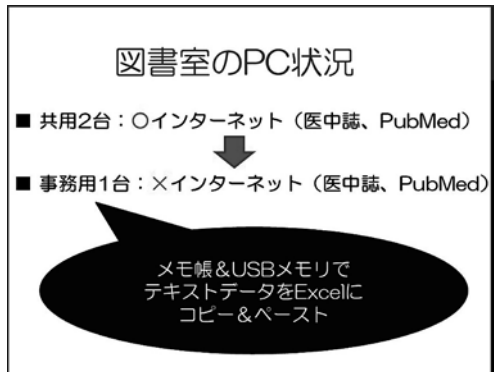 図書室のPC状況
■ 共用2台：○インターネット（医中誌、PubMed）
■ 事務用1台：×インターネット（医中誌、PubMed）
メモ帳＆USBメモリで
テキストデータをExcelに
コピー＆ペースト